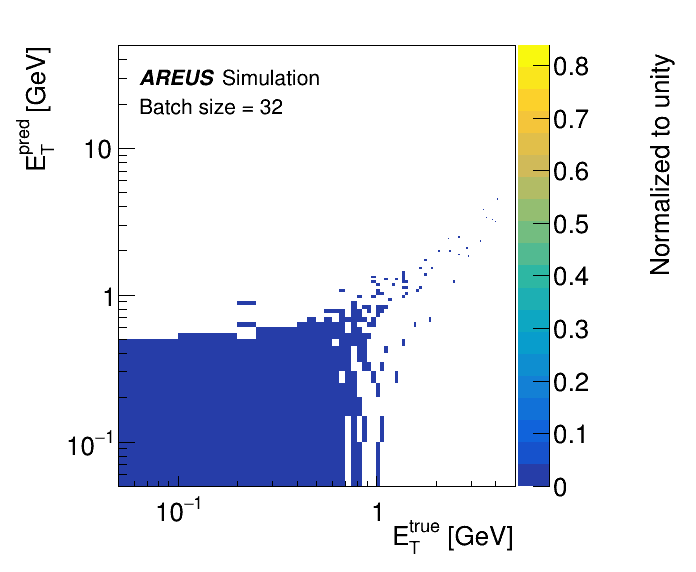 AREUS Simulation
Batch size = 32
E_T^pred [GeV]
10
1
10⁻¹
10⁻¹
1
E_T^true [GeV]
0.8
0.7
0.6
0.5
0.4
0.3
0.2
0.1
0
Normalized to unity